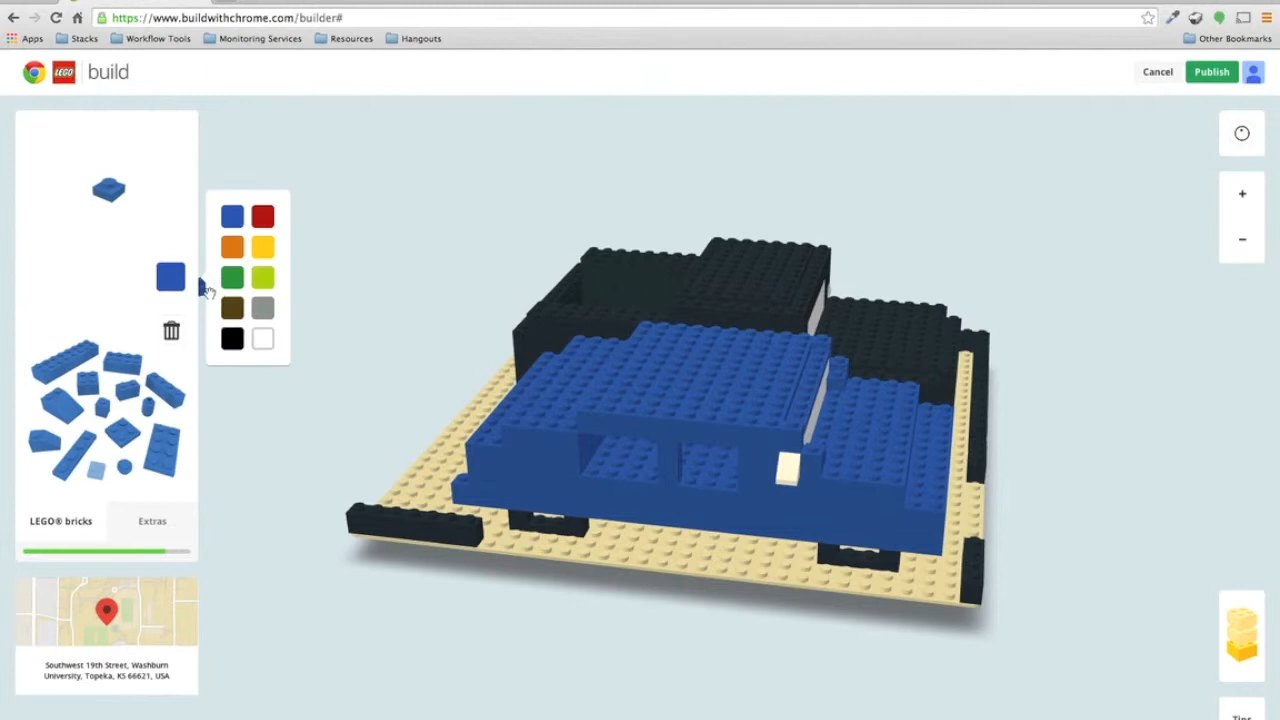 https://www.buildwithchrome.com/builder#
Apps Stacks Workflow Tools Monitoring Services Resources Hangouts Other Bookmarks
LEGO build
Cancel Publish
+
−
LEGO® bricks Extras
Southwest 19th Street, Washburn
University, Topeka, KS 66621, USA